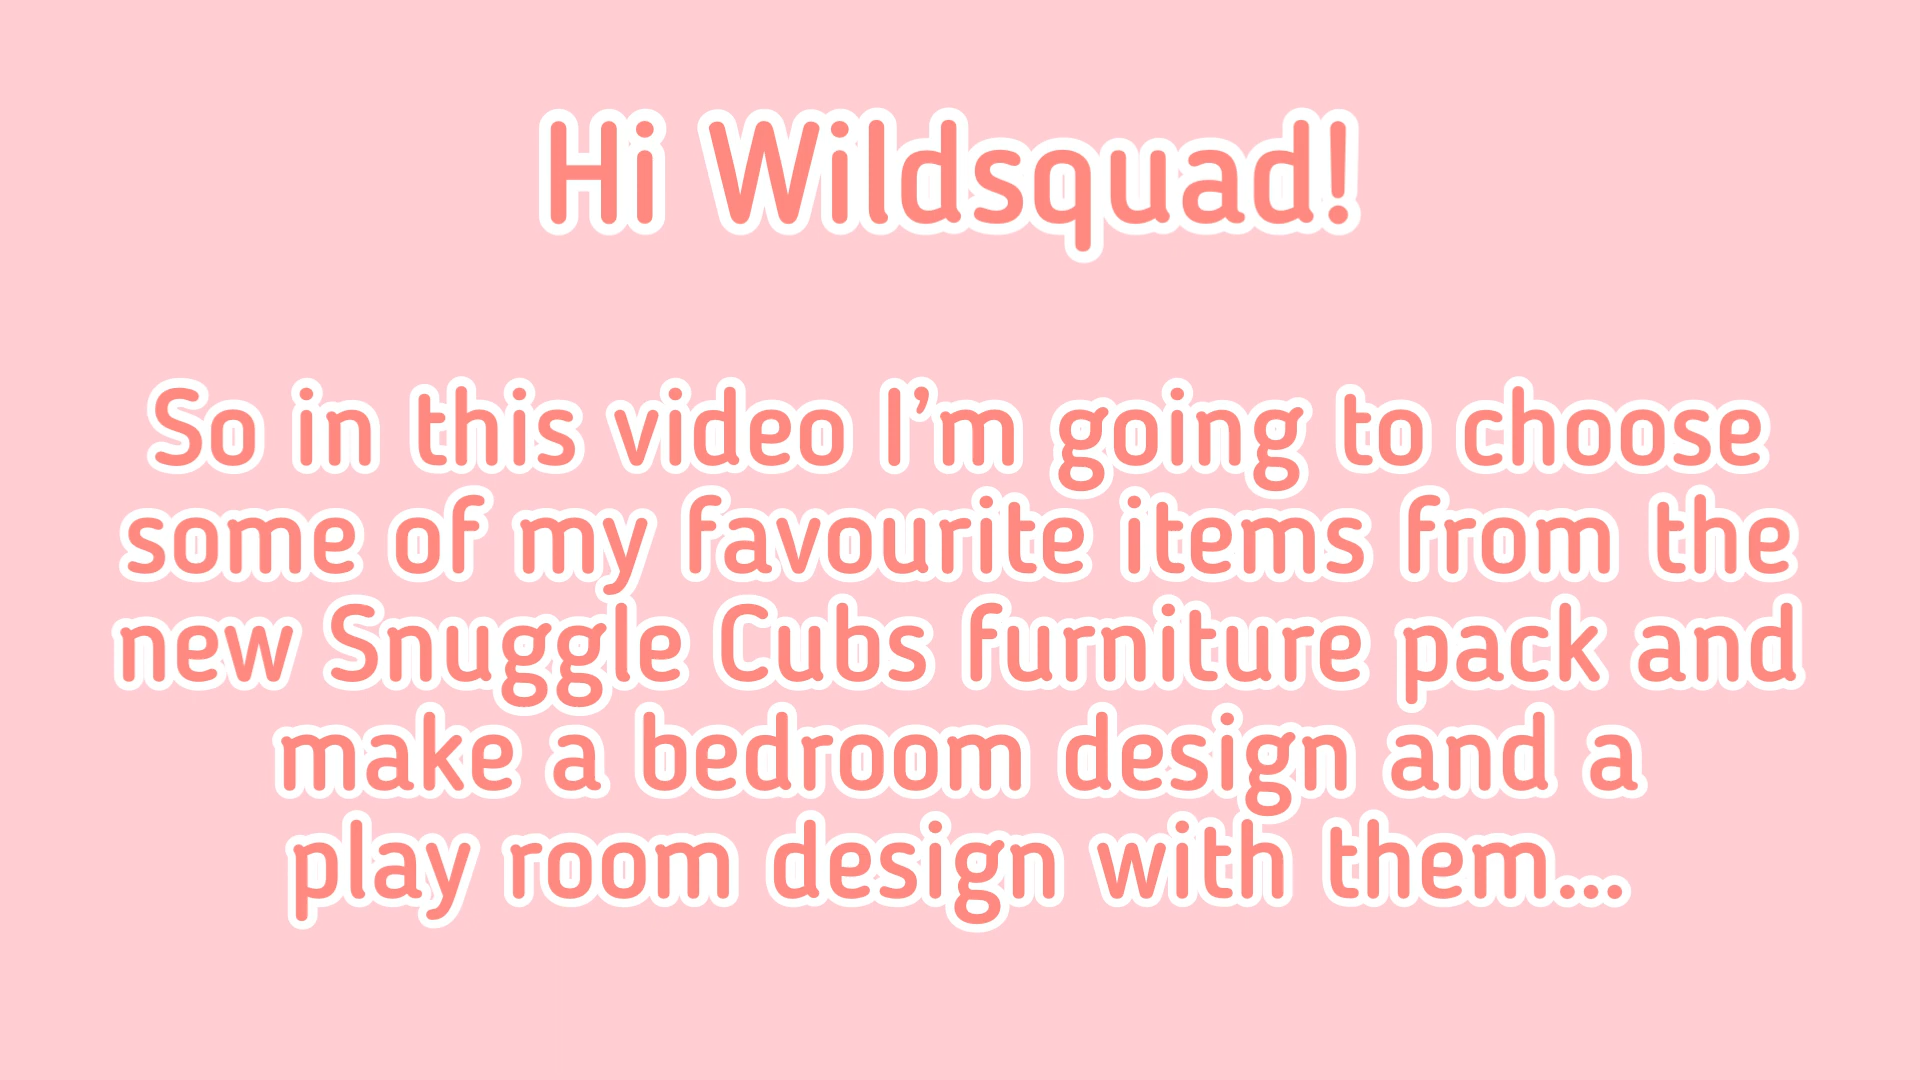 Hi Wildsquad!
So in this video I’m going to choose
some of my favourite items from the
new Snuggle Cubs furniture pack and
make a bedroom design and a
play room design with them...